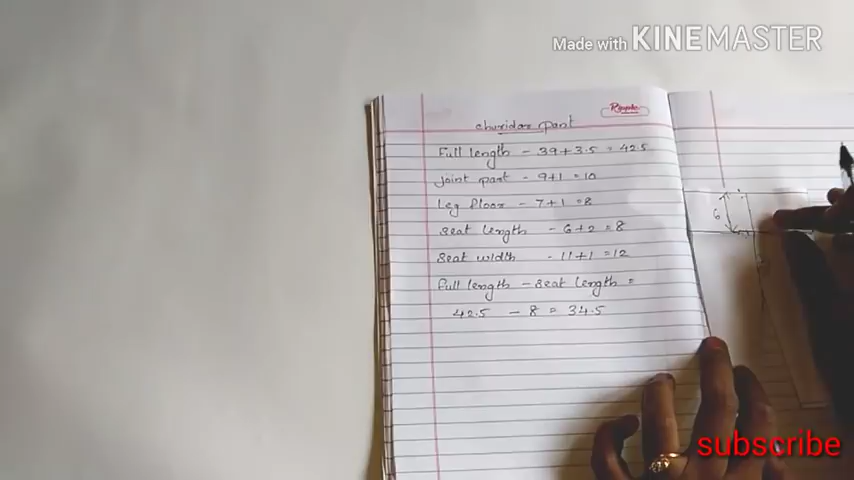 Made with KINEMASTER
Royale
churidar pant
Full length - 39+3.5 = 42.5
Joint part - 9+1 =10
Leg floor - 7+1 =8
seat length - 6+2 =8
Seat width - 11+1 =12
Full length - seat length =
42.5 - 8 = 34.5
6
subscribe